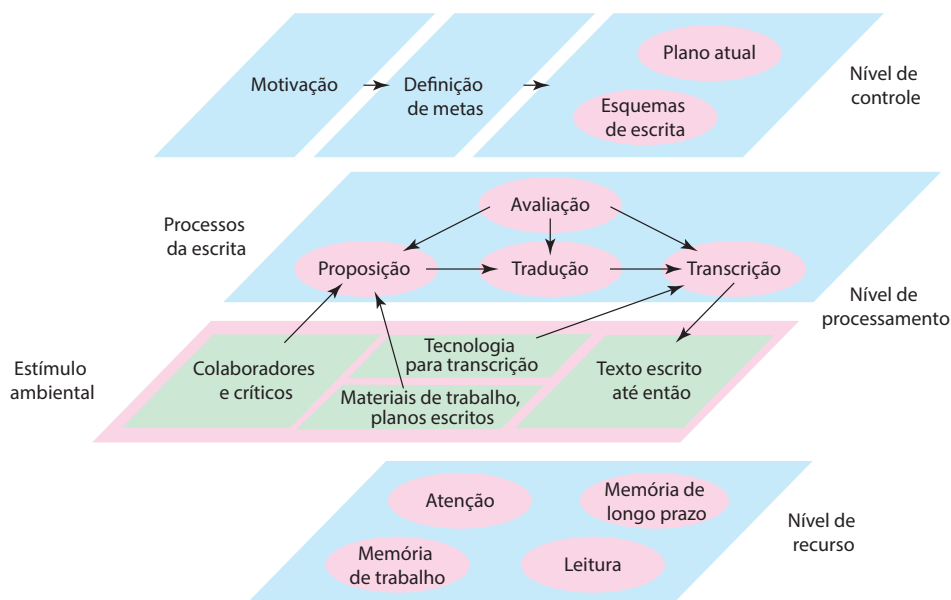 Motivação
Definição
de metas
Plano atual
Esquemas
de escrita
Nível de
controle
Processos
da escrita
Avaliação
Proposição
Tradução
Transcrição
Nível de
processamento
Estímulo
ambiental
Colaboradores
e críticos
Tecnologia
para transcrição
Materiais de trabalho,
planos escritos
Texto escrito
até então
Atenção
Memória de
longo prazo
Memória
de trabalho
Leitura
Nível de
recurso